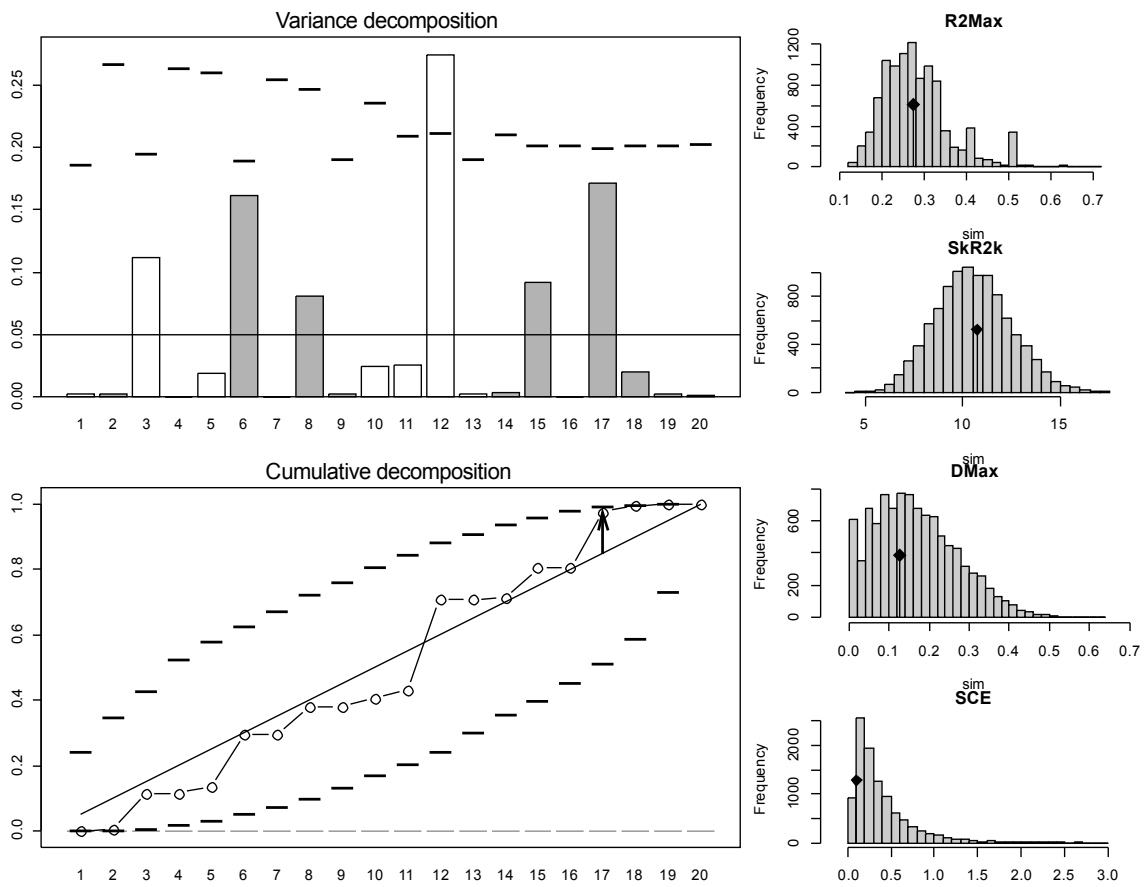 Variance decomposition
0.00 0.05 0.10 0.15 0.20 0.25
1 2 3 4 5 6 7 8 9 10 11 12 13 14 15 16 17 18 19 20
Cumulative decomposition
0.0 0.2 0.4 0.6 0.8 1.0
1 2 3 4 5 6 7 8 9 10 11 12 13 14 15 16 17 18 19 20
R2Max
Frequency
0 400 800 1200
0.1 0.2 0.3 0.4 0.5 0.6 0.7
sim
SkR2k
Frequency
0 400 800
5 10 15
sim
DMax
Frequency
0 200 600
0.0 0.1 0.2 0.3 0.4 0.5 0.6 0.7
sim
SCE
Frequency
0 1000 2000
0.0 0.5 1.0 1.5 2.0 2.5 3.0